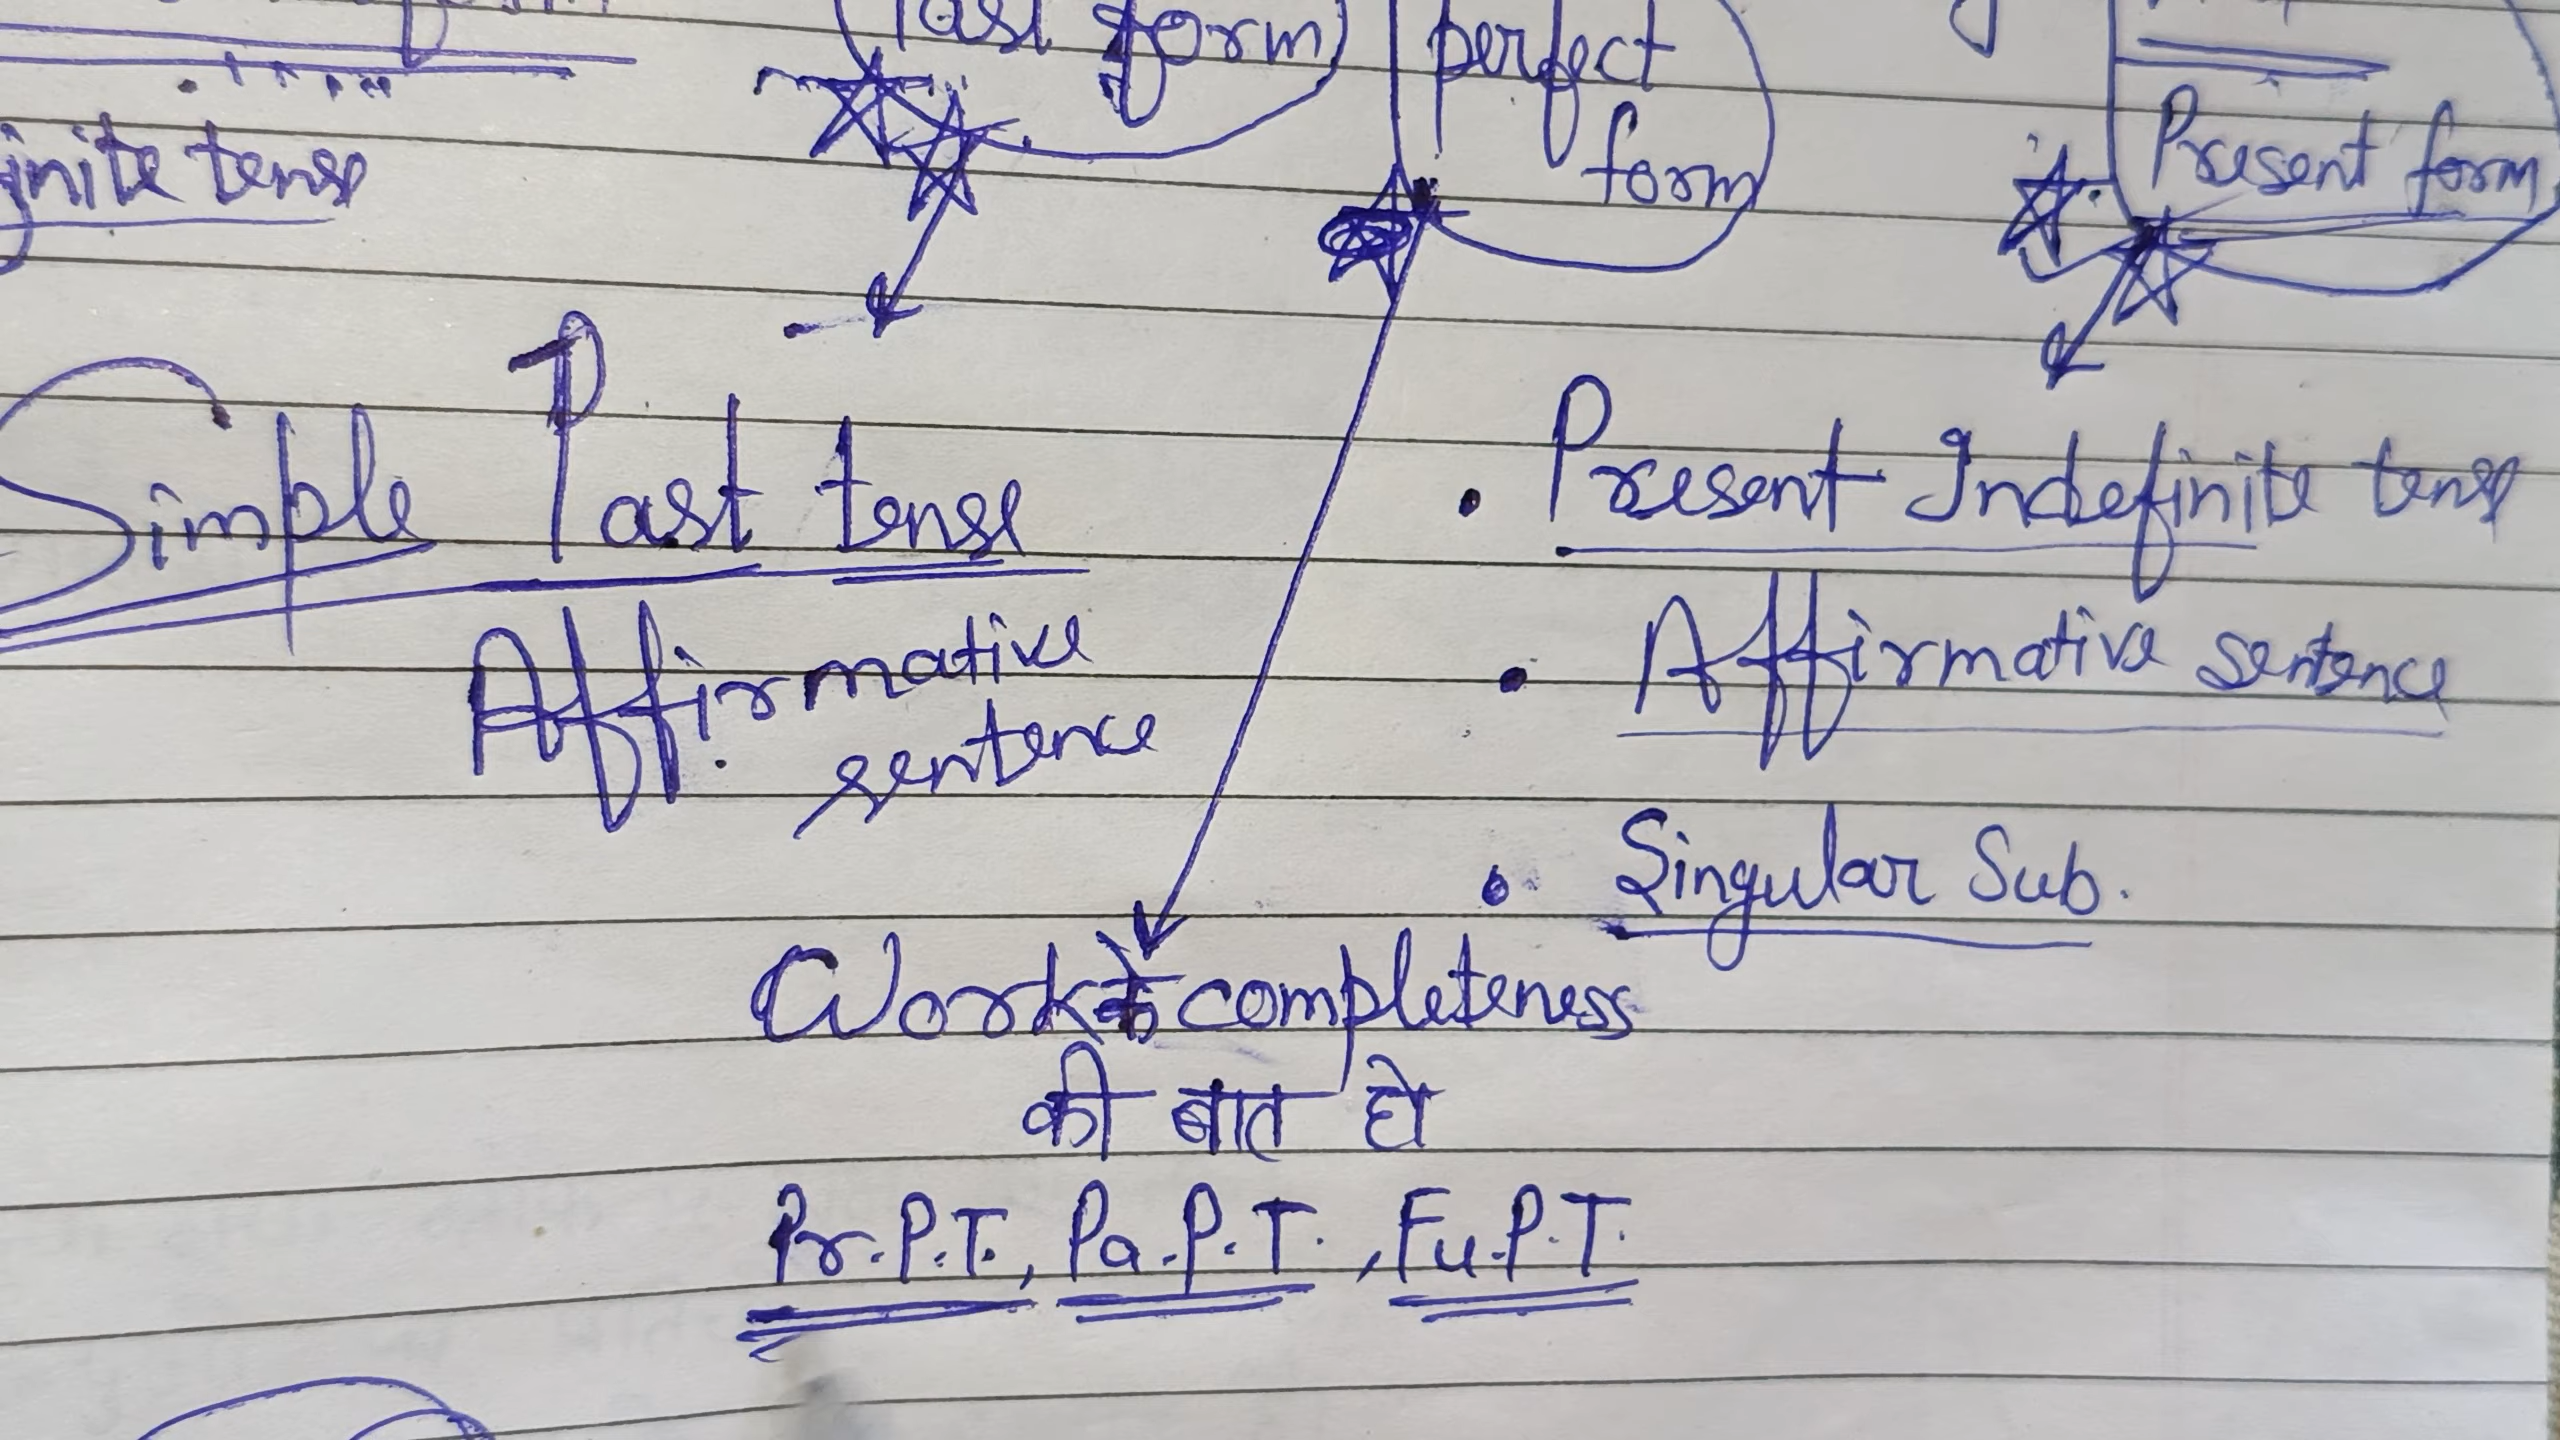 Past form
perfect
form
Present form
tense
Simple Past tense
Affirmative
sentence
. Present Indefinite tense
. Affirmative sentence
. Singular Sub.
Work के completeness
की बात हो
Pr.P.T., Pa.P.T., Fu.P.T.